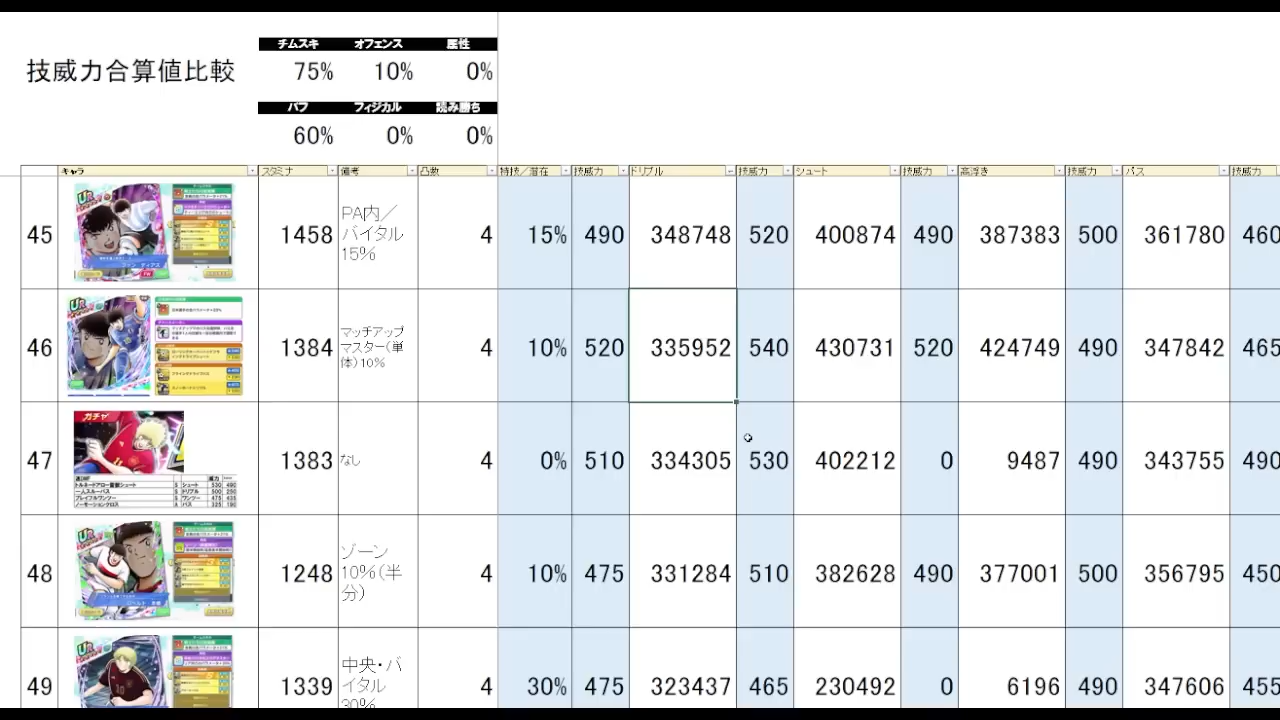 チムスキ オフェンス 属性
技威力合算値比較 75% 10% 0%
バフ フィジカル 読み勝ち
60% 0% 0%
キャラ スタミナ 備考 凸数 特技/潜在 技威力 ドリブル 技威力 シュート 技威力 高浮き 技威力 パス 技威力
45 1458 PA内/バイタル15% 4 15% 490 348748 520 400874 490 387383 500 361780 460
46 1384 マッチアップマスター(単体)10% 4 10% 520 335952 540 430731 520 424749 490 347842 465
ガチャ
47 1383 なし 4 0% 510 334305 530 402212 0 9487 490 343755 490
48 1248 ゾーン10%(半分) 4 10% 475 331284 510 382628 490 377001 500 356795 450
49 1339 中央・バイタル30% 4 30% 475 323437 465 230492 0 6196 490 347606 455